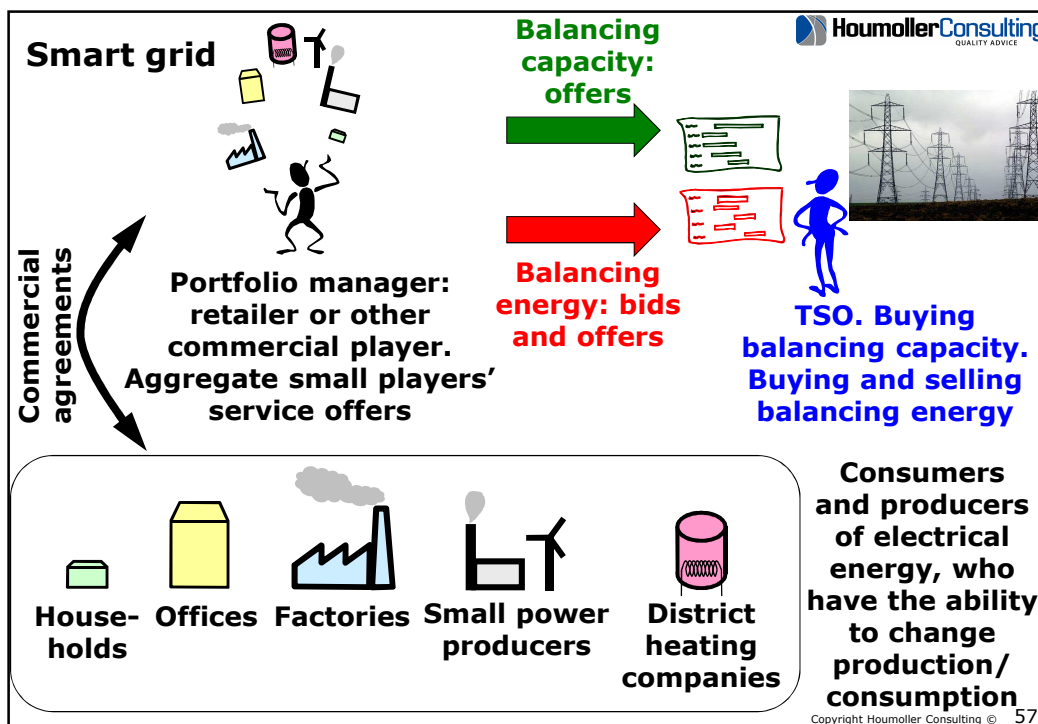 Smart grid
Balancing
capacity:
offers
HoumollerConsulting
QUALITY ADVICE
Commercial
agreements
Portfolio manager:
retailer or other
commercial player.
Aggregate small players’
service offers
Balancing
energy: bids
and offers
TSO. Buying
balancing capacity.
Buying and selling
balancing energy
House-
holds
Offices
Factories
Small power
producers
District
heating
companies
Consumers
and producers
of electrical
energy, who
have the ability
to change
production/
consumption
Copyright Houmoller Consulting © 57